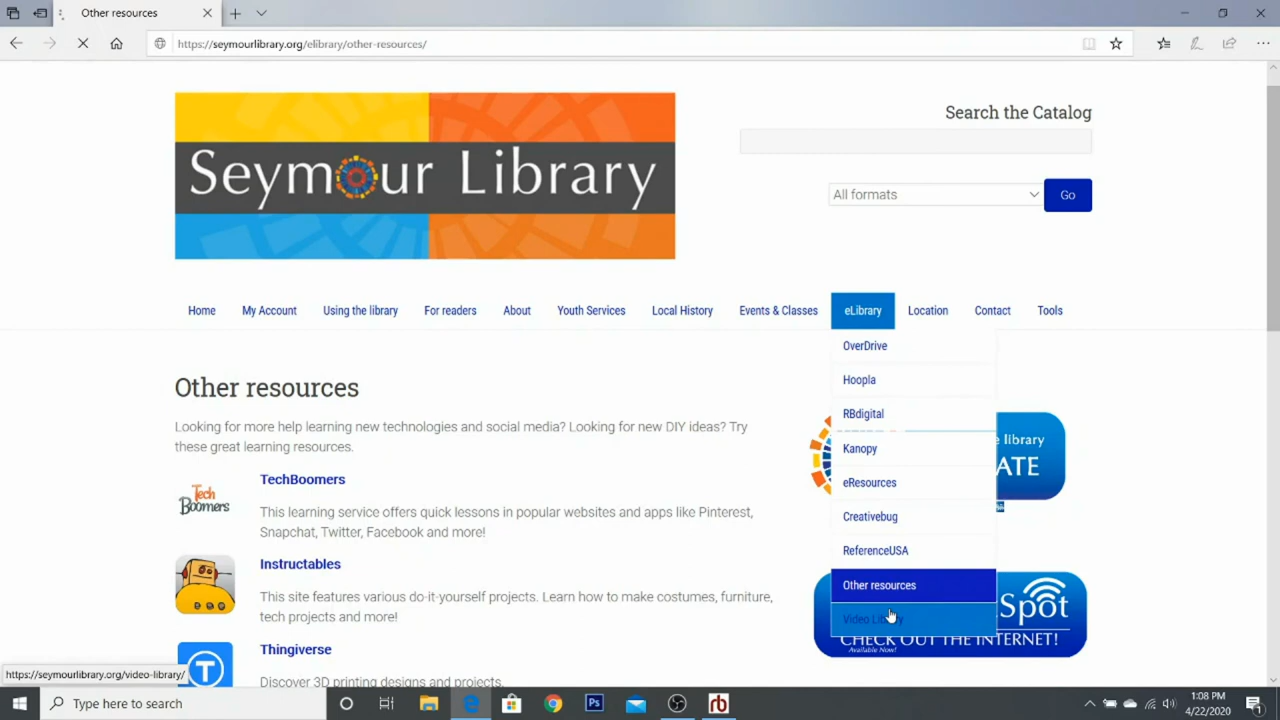 Other resources
https://seymourlibrary.org/elibrary/other-resources/
Seymour Library
Search the Catalog
All formats
Go
Home My Account Using the library For readers About Youth Services Local History Events & Classes eLibrary Location Contact Tools
OverDrive
Hoopla
RBdigital
Kanopy
eResources
Creativebug
ReferenceUSA
Other resources
Video Library
Other resources
Looking for more help learning new technologies and social media? Looking for new DIY ideas? Try
these great learning resources.
Tech
Boomers
TechBoomers
This learning service offers quick lessons in popular websites and apps like Pinterest,
Snapchat, Twitter, Facebook and more!
Instructables
This site features various do-it-yourself projects. Learn how to make costumes, furniture,
tech projects and more!
T
Thingiverse
Discover 3D printing designs and projects.
library
ATE
Spot
CHECK OUT THE INTERNET!
Available Now!
https://seymourlibrary.org/video-library/
Type here to search
Ps
rb
1:08 PM
4/22/2020
1